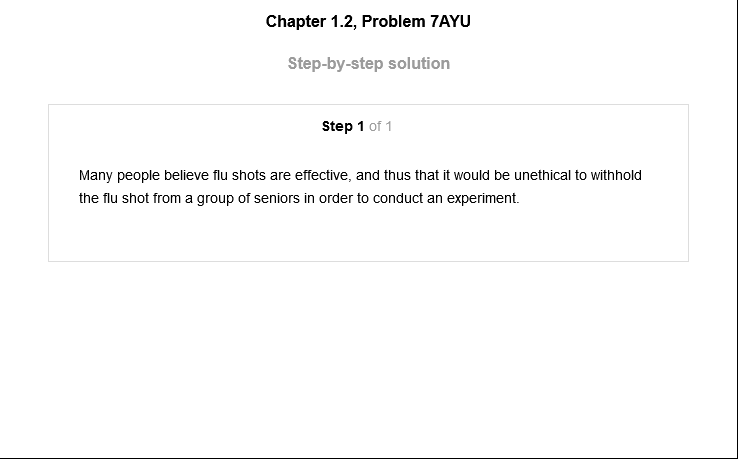 Chapter 1.2, Problem 7AYU
Step-by-step solution
Step 1 of 1
Many people believe flu shots are effective, and thus that it would be unethical to withhold
the flu shot from a group of seniors in order to conduct an experiment.